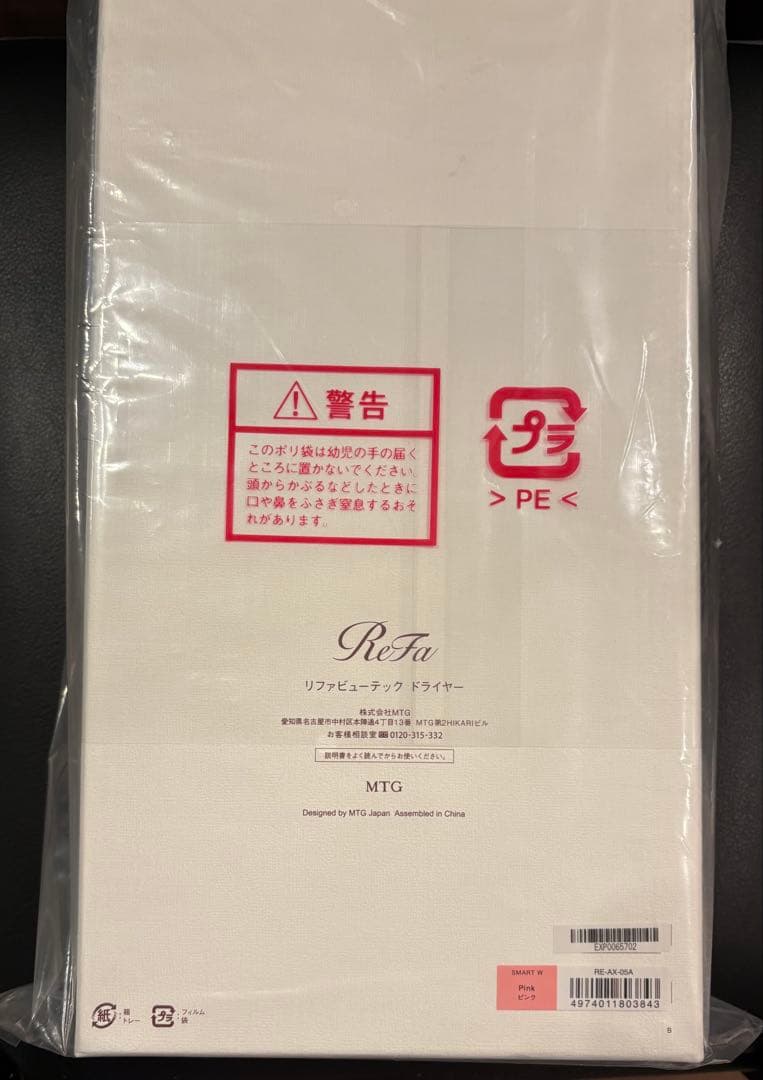 警告
このポリ袋は幼児の手の届く
ところに置かないでください。
頭からかぶるなどしたときに
口や鼻をふさぎ窒息するおそ
れがあります。
プラ
> PE <
ReFa
リファビューテック ドライヤー
株式会社MTG
愛知県名古屋市中村区本陣通4丁目13番 MTG第2HIKARIビル
お客様相談室 0120-315-332
説明書をよく読んでからお使いください。
MTG
Designed by MTG Japan Assembled in China
EXP0065702
SMART W
Pink
ピンク
RE-AX-05A
4974011803843
紙 : 箱
トレー
プラ : フィルム
袋
B